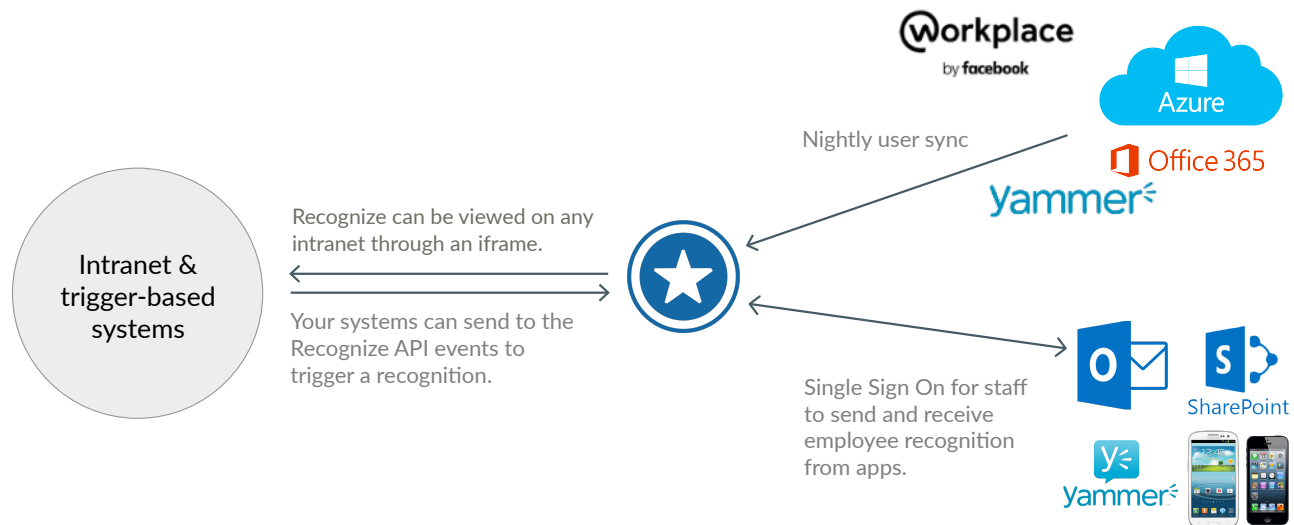 Workplace
by facebook
Azure
Office 365
yammer
Nightly user sync
Intranet &
trigger-based
systems
Recognize can be viewed on any
intranet through an iframe.
Your systems can send to the
Recognize API events to
trigger a recognition.
Single Sign On for staff
to send and receive
employee recognition
from apps.
O
S
SharePoint
y
yammer